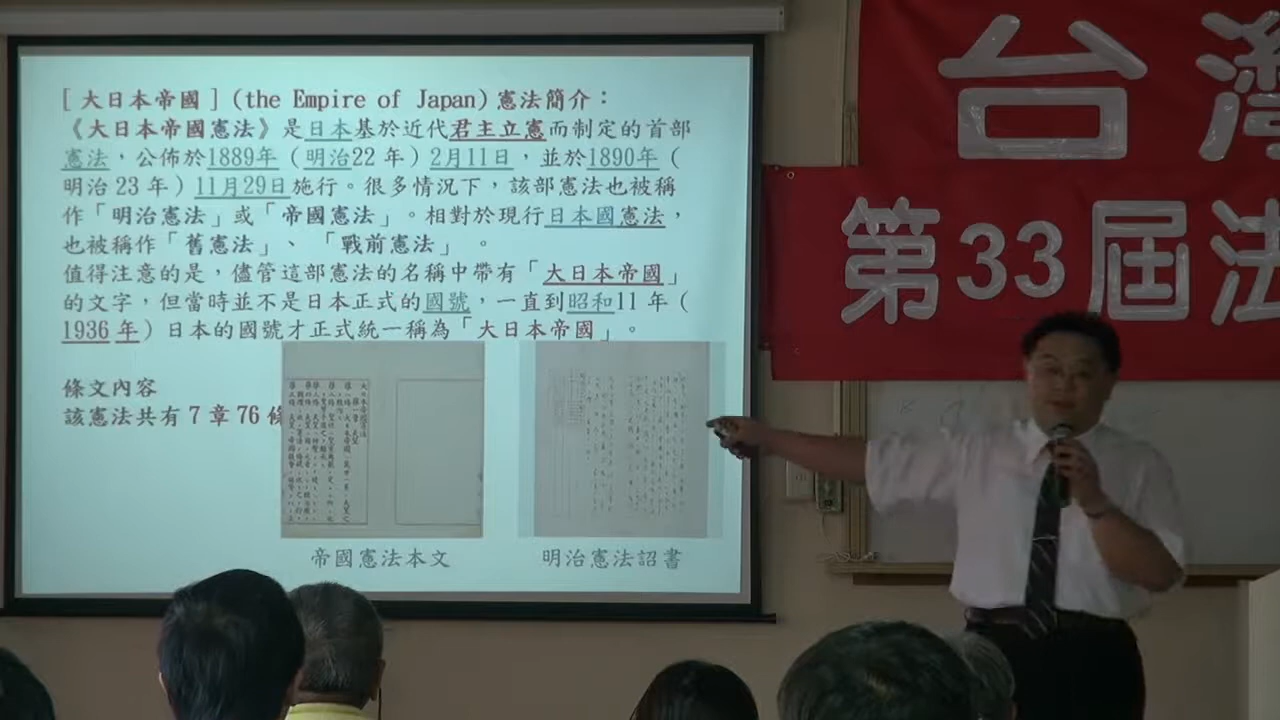 [ 大日本帝國 ] (the Empire of Japan) 憲法簡介：
《大日本帝國憲法》是日本基於近代君主立憲而制定的首部
憲法，公佈於1889年（明治22年）2月11日，並於1890年（
明治23年）11月29日施行。很多情況下，該部憲法也被稱
作「明治憲法」或「帝國憲法」。相對於現行日本國憲法，
也被稱作「舊憲法」、「戰前憲法」。
值得注意的是，儘管這部憲法的名稱中帶有「大日本帝國」
的文字，但當時並不是日本正式的國號，一直到昭和11年（
1936年）日本的國號才正式統一稱為「大日本帝國」。
條文內容
該憲法共有7章76條
帝國憲法本文
明治憲法詔書
台灣
第33屆法